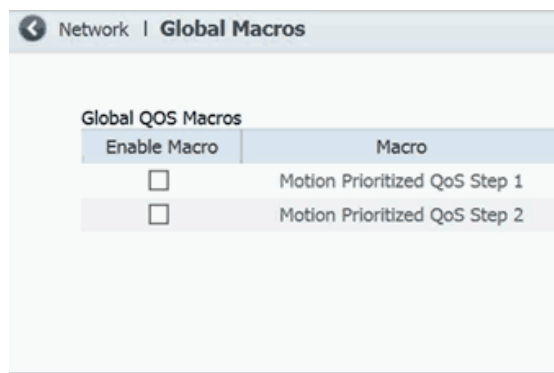 Network | Global Macros
Global QOS Macros
Enable Macro Macro
Motion Prioritized QoS Step 1
Motion Prioritized QoS Step 2